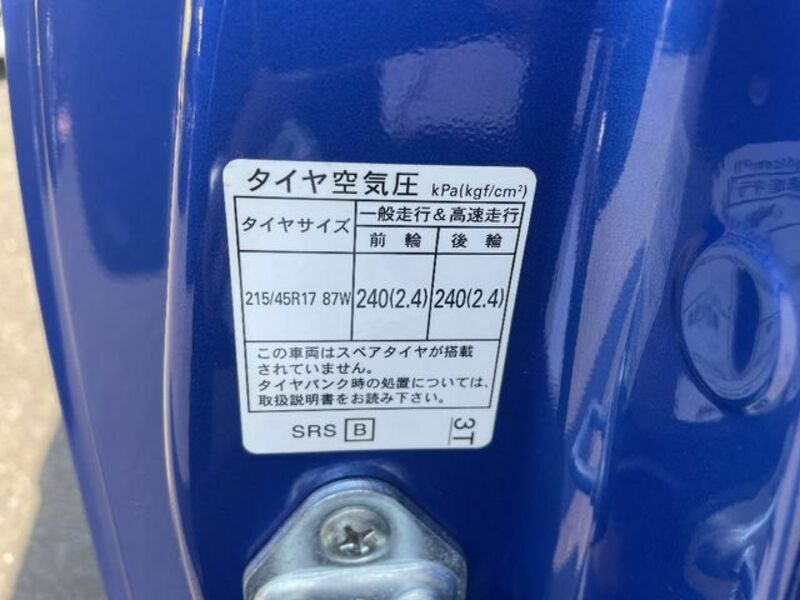 タイヤ空気圧 kPa(kgf/cm²)
タイヤサイズ 一般走行&高速走行
前輪 後輪
215/45R17 87W 240(2.4) 240(2.4)
この車両はスペアタイヤが搭載
されていません。
タイヤパンク時の処置については、
取扱説明書をお読み下さい。
SRS B 3T